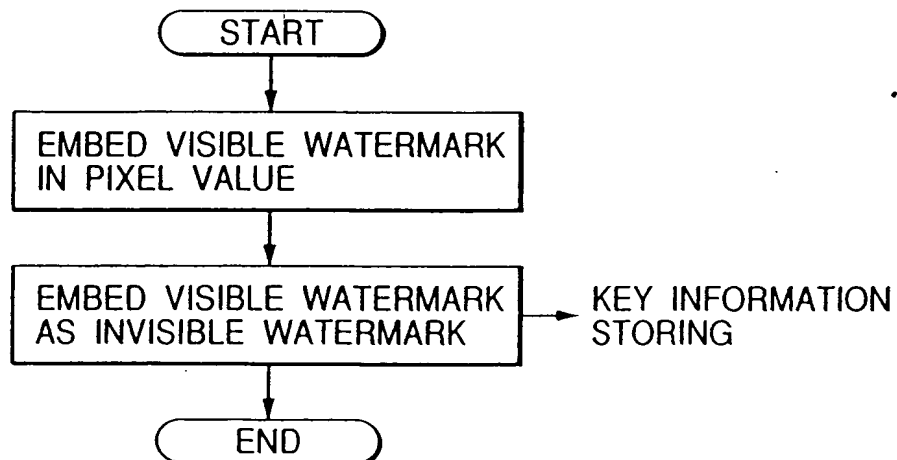 START
EMBED VISIBLE WATERMARK
IN PIXEL VALUE
EMBED VISIBLE WATERMARK
AS INVISIBLE WATERMARK
KEY INFORMATION
STORING
END